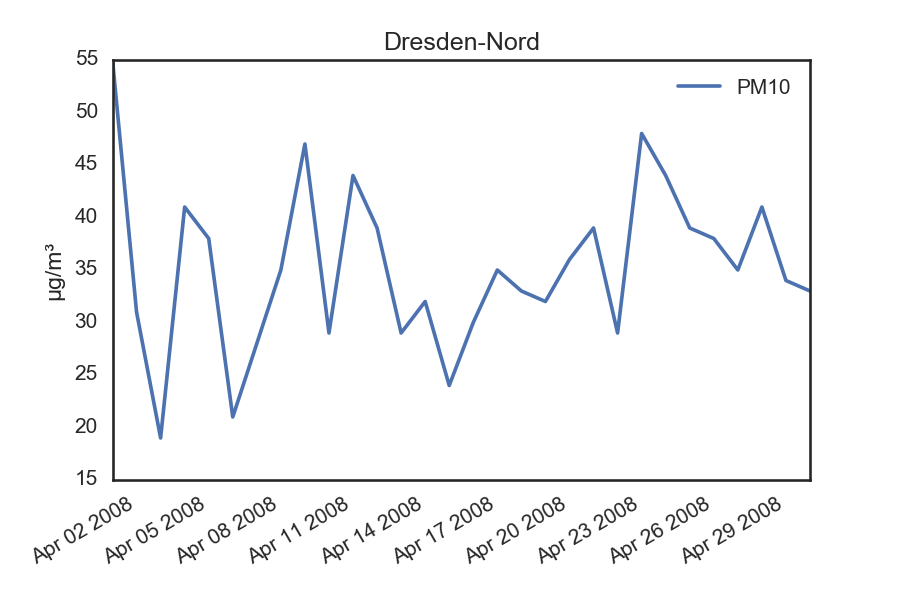 Dresden-Nord
PM10
µg/m³
55
50
45
40
35
30
25
20
15
Apr 02 2008
Apr 05 2008
Apr 08 2008
Apr 11 2008
Apr 14 2008
Apr 17 2008
Apr 20 2008
Apr 23 2008
Apr 26 2008
Apr 29 2008